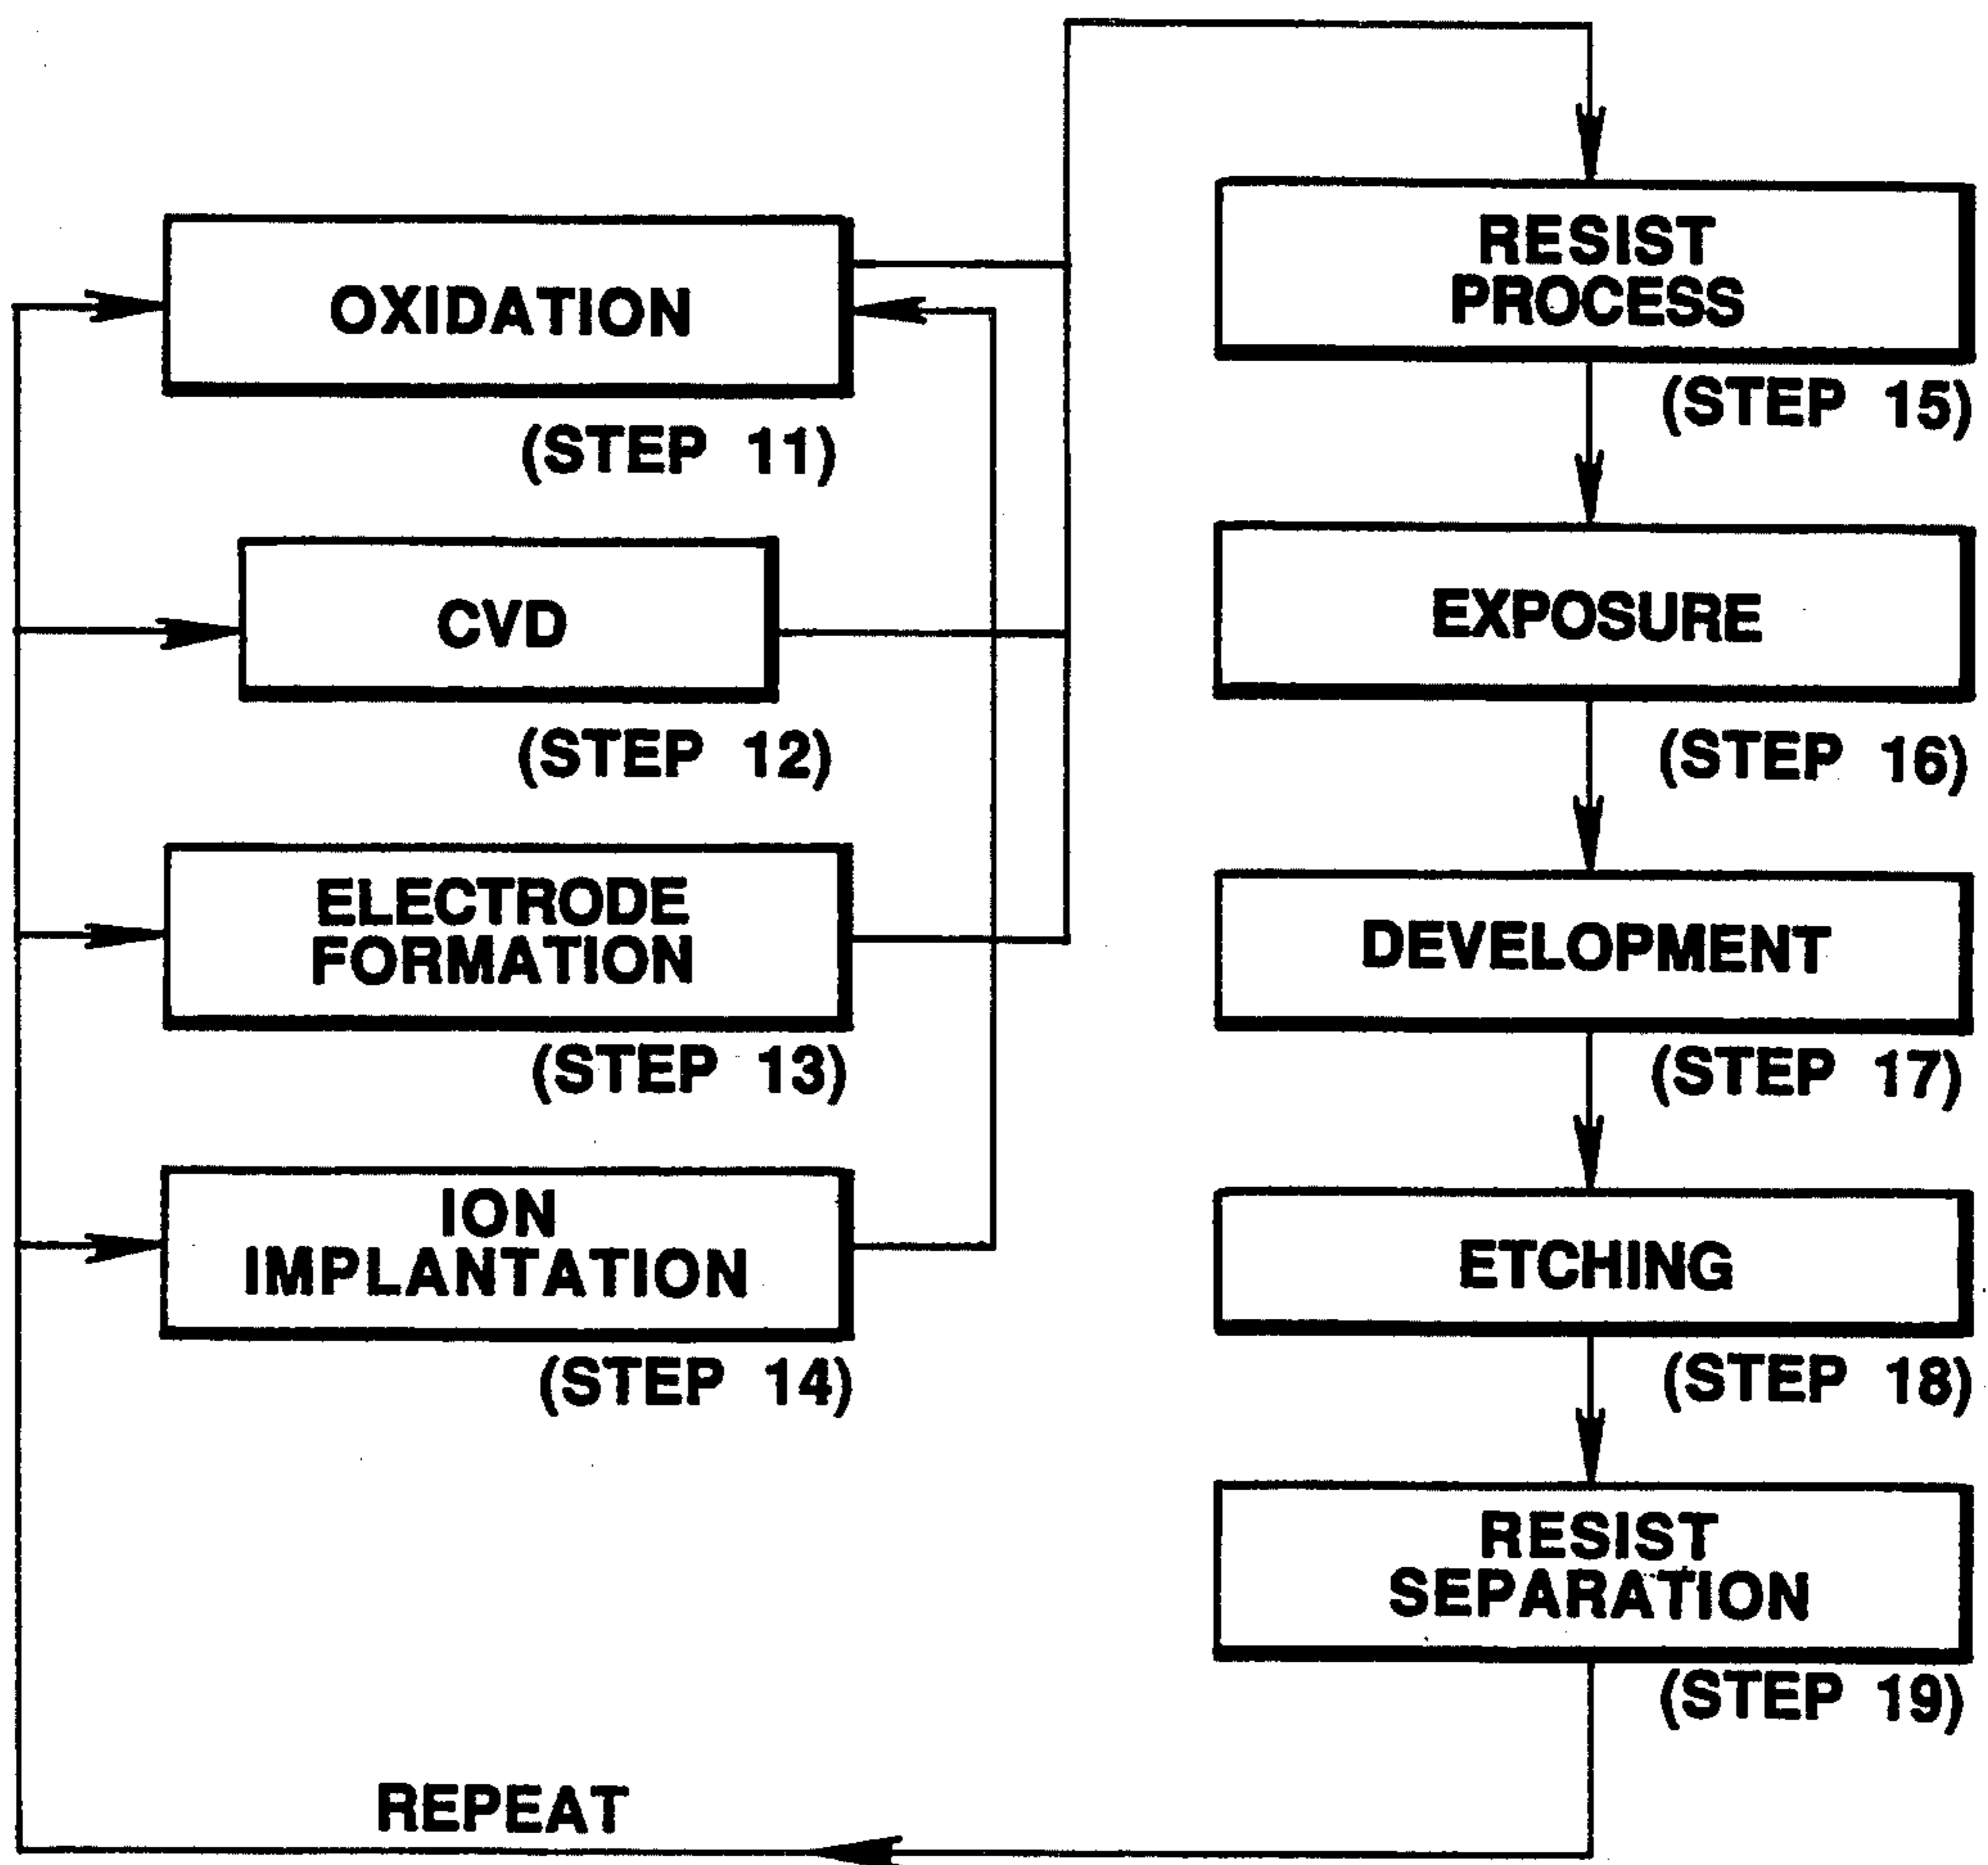 OXIDATION
(STEP 11)
CVD
(STEP 12)
ELECTRODE
FORMATION
(STEP 13)
ION
IMPLANTATION
(STEP 14)
RESIST
PROCESS
(STEP 15)
EXPOSURE
(STEP 16)
DEVELOPMENT
(STEP 17)
ETCHING
(STEP 18)
RESIST
SEPARATION
(STEP 19)
REPEAT